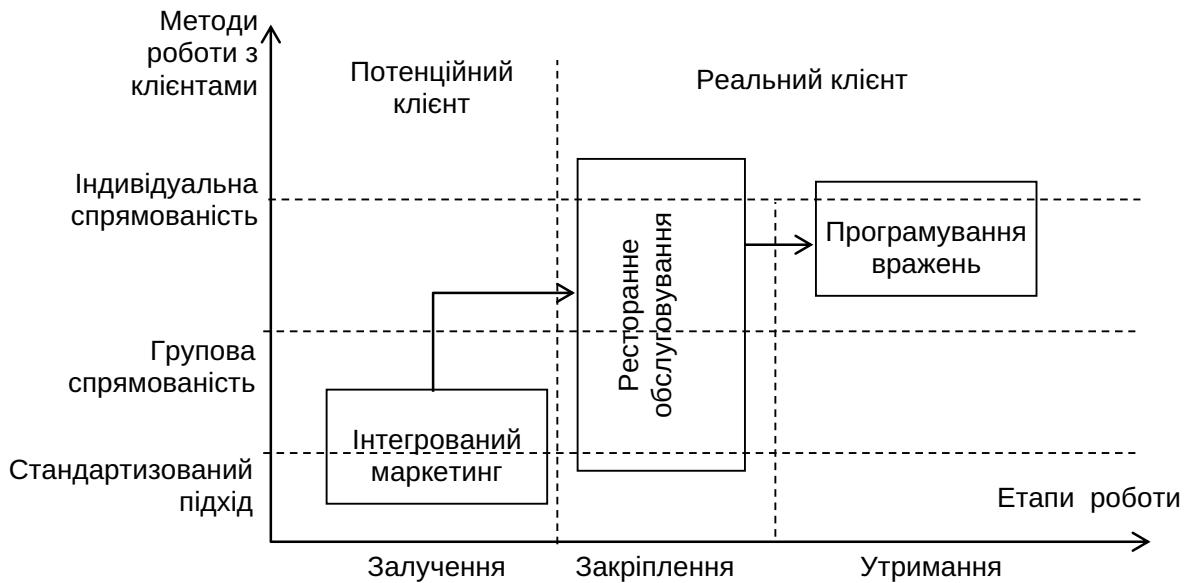 Методи
роботи з
клієнтами
Потенційний
клієнт
Реальний клієнт
Індивідуальна
спрямованість
Групова
спрямованість
Стандартизований
підхід
Інтегрований
маркетинг
Ресторанне
обслуговування
Програмування
вражень
Етапи роботи
Залучення
Закріплення
Утримання